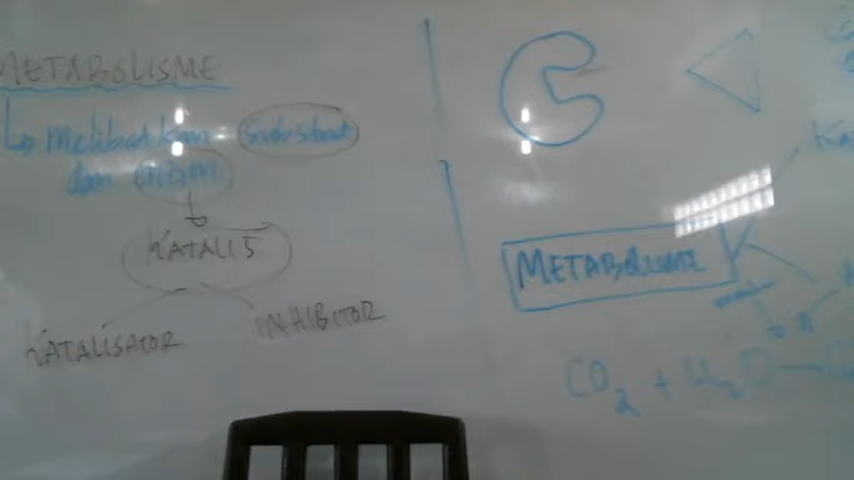 METABOLISME
Melibatkan substrat
dan enzim
KATALIS
KATALISATOR
INHIBITOR
METABOLISME
CO2 + H2O